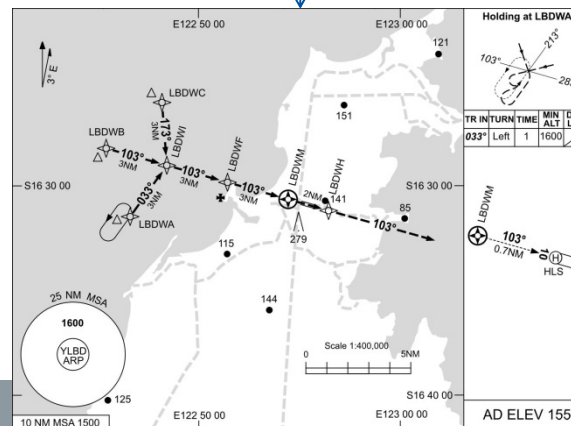 E122 50 00
E123 00 00
Holding at LBDWA
121
213°
103°
28
3° E
LBDWC
151
173°
3NM
LBDWB
LBDWI
103°
3NM
103°
3NM
LBDWF
103°
3NM
LBDWM
2NM
LBDWH
141
103°
033°
3NM
LBDWA
279
85
115
144
S16 30 00
S16 30 00
TR IN TURN TIME MIN ALT
033° Left 1 1600
LBDWM
103°
0.7NM
10
H
HLS
25 NM MSA
1600
YLBD
ARP
125
10 NM MSA 1500
Scale 1:400,000
0 5NM
S16 40 00
E122 50 00
E123 00 00
AD ELEV 155